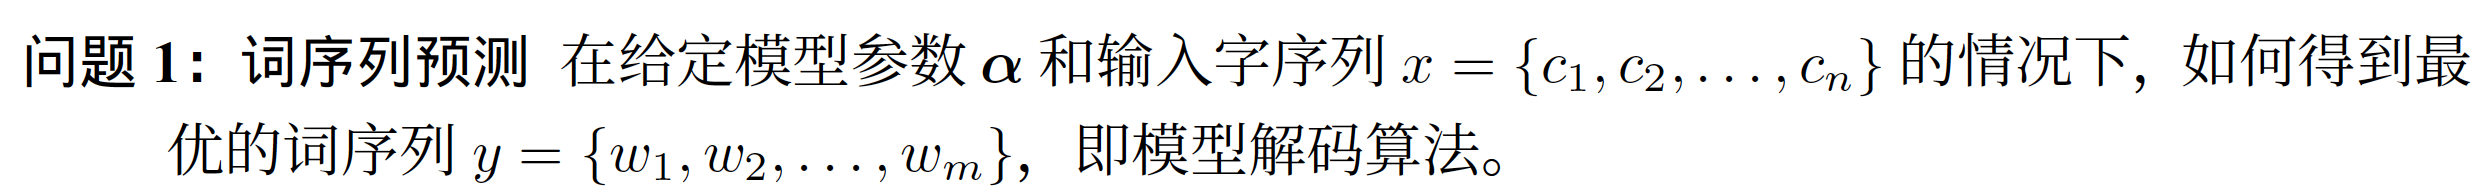 问题 1：词序列预测 在给定模型参数 α 和输入字序列 x = {c₁, c₂, . . . , cₙ} 的情况下，如何得到最
优的词序列 y = {w₁, w₂, . . . , wₘ}，即模型解码算法。